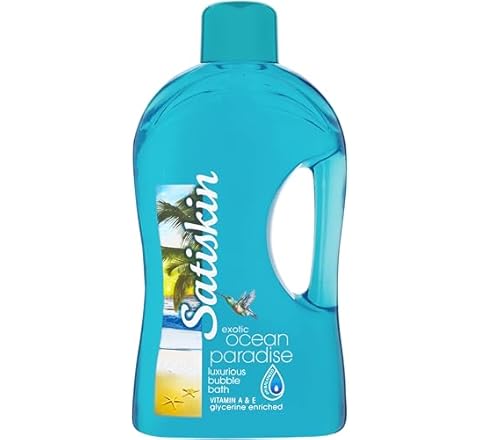 Satiskin
exotic
ocean
paradise
luxurious
bubble
bath
VITAMIN A & E
glycerine enriched